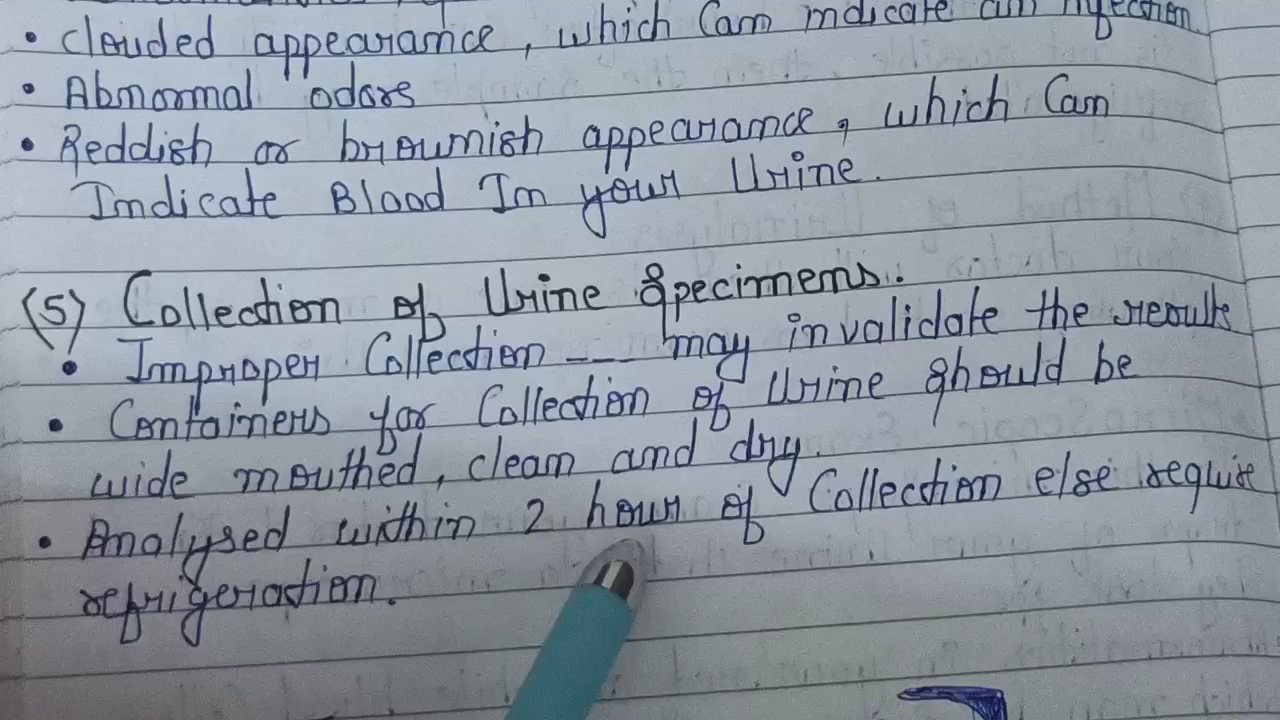 • Clouded appearance, which Can indicate an infection
• Abnormal odors
• Reddish or brownish appearance, which Can
Indicate Blood In your Urine.
(5) Collection of Urine Specimens.:
• Improper Collection --- may invalidate the results
• Containers for Collection of Urine should be
wide mouthed, clean and dry.
• Analysed within 2 hour of Collection else require
refrigeration.